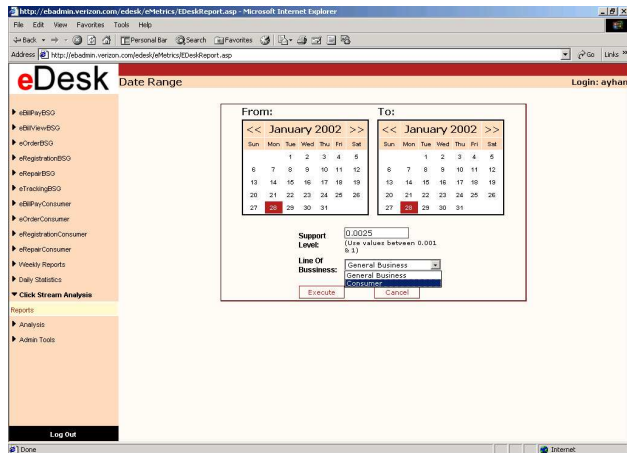 http://ebadmin.verizon.com/edesk/eMetrics/EDeskReport.asp - Microsoft Internet Explorer
File Edit View Favorites Tools Help
Back Personal Bar Search Favorites
Address http://ebadmin.verizon.com/edesk/eMetrics/EDeskReport.asp Go Links »
eDesk
Date Range Login: ayhan
eBillPayBSG
eBillViewBSG
eOrderBSG
eRegistrationBSG
eRepairBSG
eTrackingBSG
eBillPayConsumer
eOrderConsumer
eRegistrationConsumer
eRepairConsumer
Weekly Reports
Daily Statistics
Click Stream Analysis
Reports
Analysis
Admin Tools
Log Out
From:
<< January 2002 >>
Sun Mon Tue Wed Thu Fri Sat
1 2 3 4 5
6 7 8 9 10 11 12
13 14 15 16 17 18 19
20 21 22 23 24 25 26
27 28 29 30 31
To:
<< January 2002 >>
Sun Mon Tue Wed Thu Fri Sat
1 2 3 4 5
6 7 8 9 10 11 12
13 14 15 16 17 18 19
20 21 22 23 24 25 26
27 28 29 30 31
Support Level:
0.0025
(Use values between 0.001
& 1)
Line Of
Bussiness:
General Business
General Business
Consumer
Execute Cancel
Done Internet